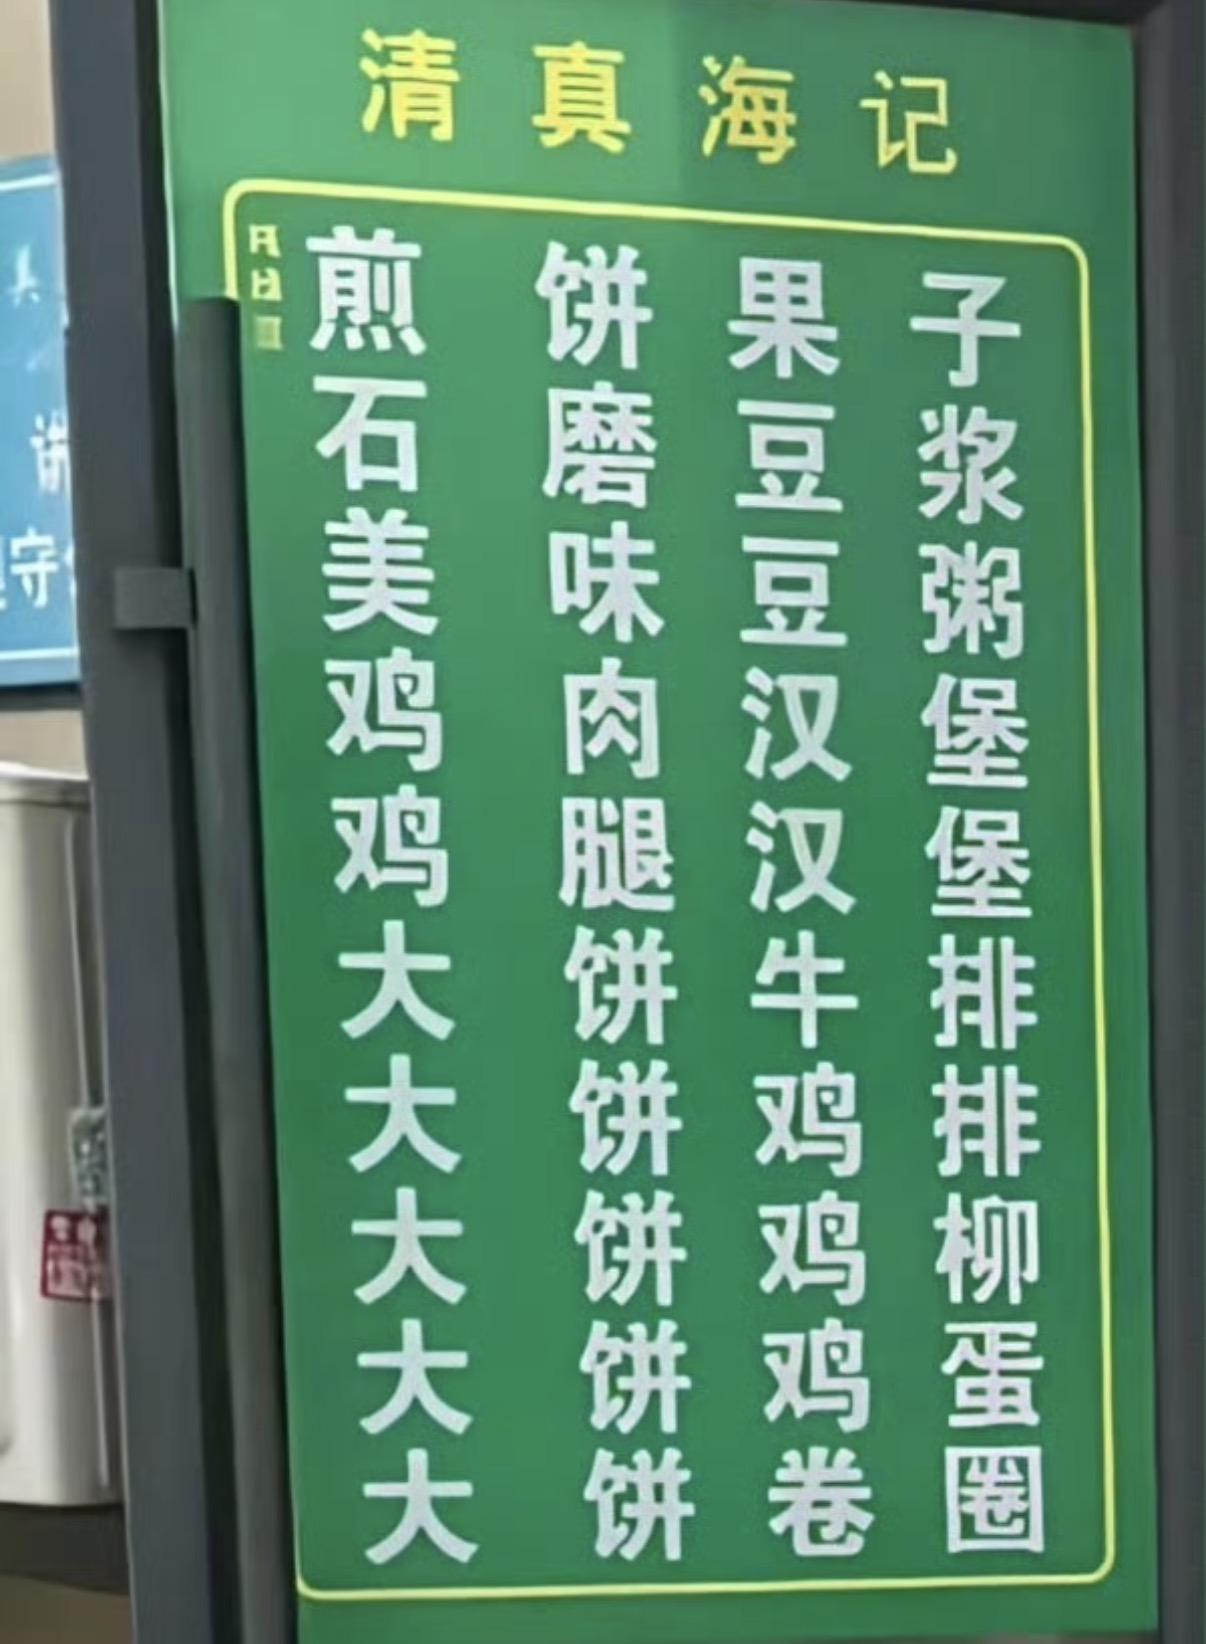 清真海记
煎饼果子
石磨豆浆
美味豆粥
鸡肉汉堡
鸡腿汉堡
大饼牛排
大饼鸡排
大饼鸡柳
大饼鸡蛋
大饼卷圈